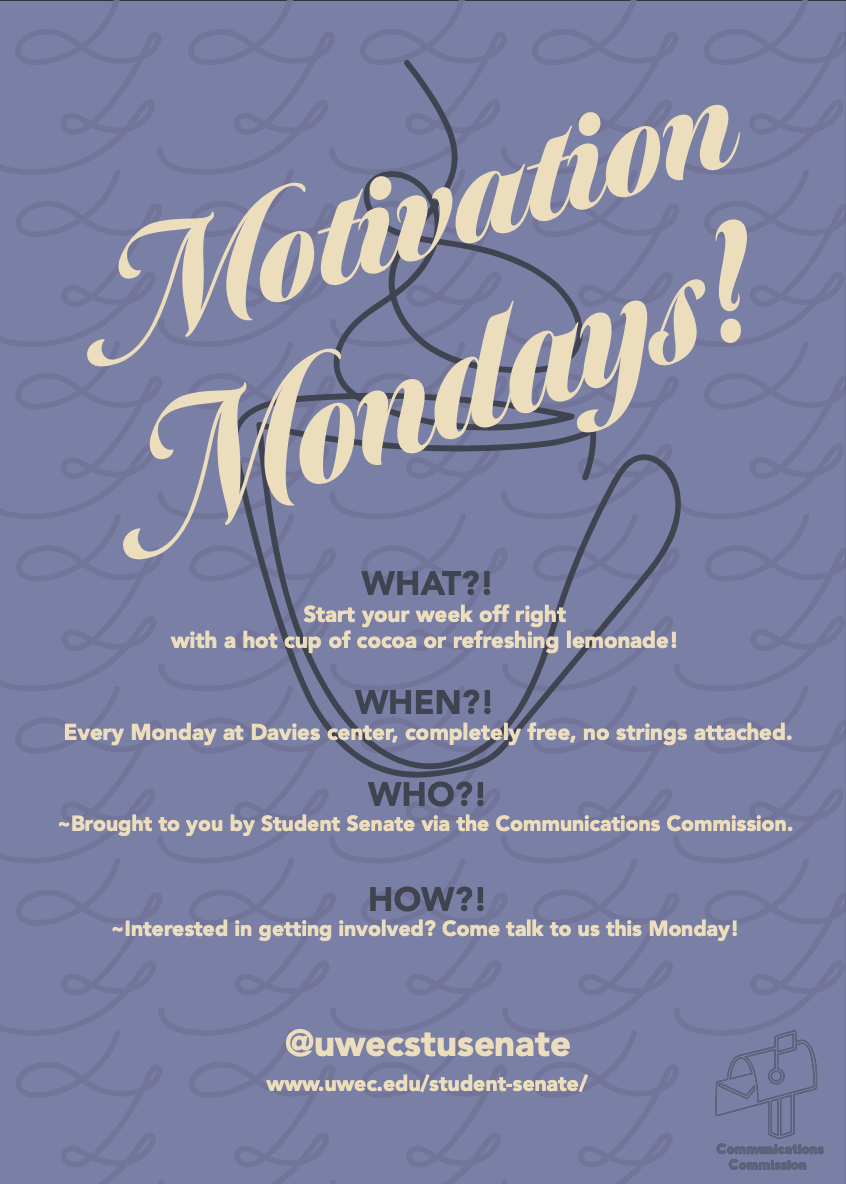 Motivation
Mondays!
WHAT?!
Start your week off right
with a hot cup of cocoa or refreshing lemonade!
WHEN?!
Every Monday at Davies center, completely free, no strings attached.
WHO?!
~Brought to you by Student Senate via the Communications Commission.
HOW?!
~Interested in getting involved? Come talk to us this Monday!
@uwecstusenate
www.uwec.edu/student-senate/
Communications
Commission